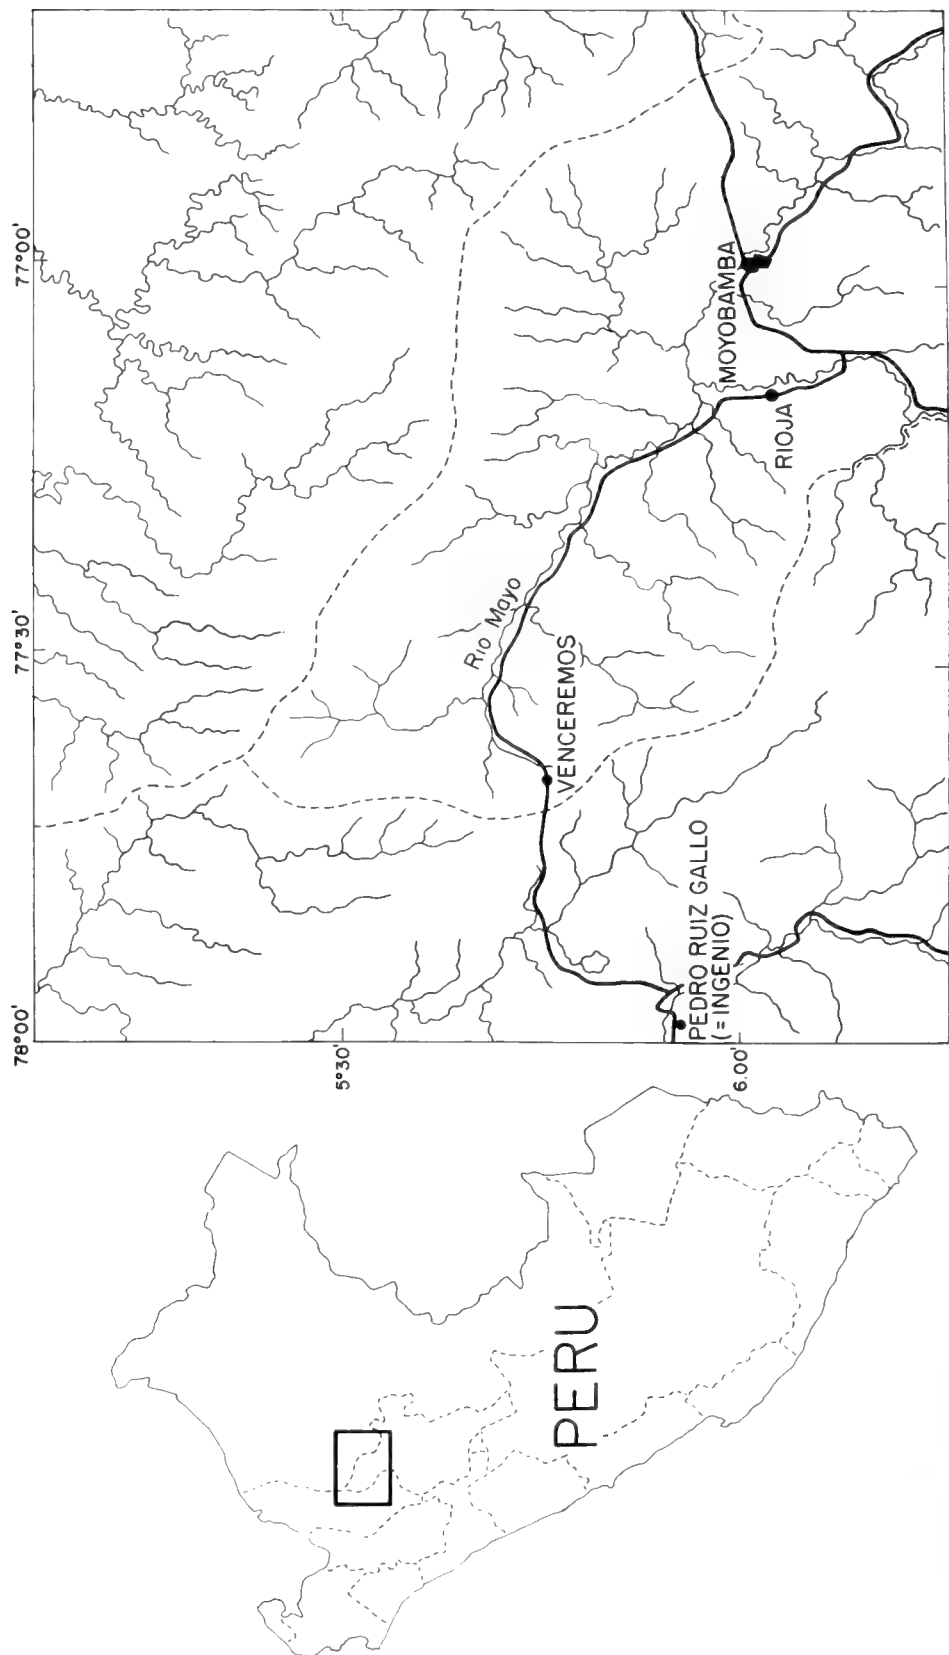 78°00'
77°30'
77°00'
5°30'
6.00'
Rio Mayo
VENCEREMOS
MOYOBAMBA
RIOJA
PEDRO RUIZ GALLO
(= INGENIO)
PERU